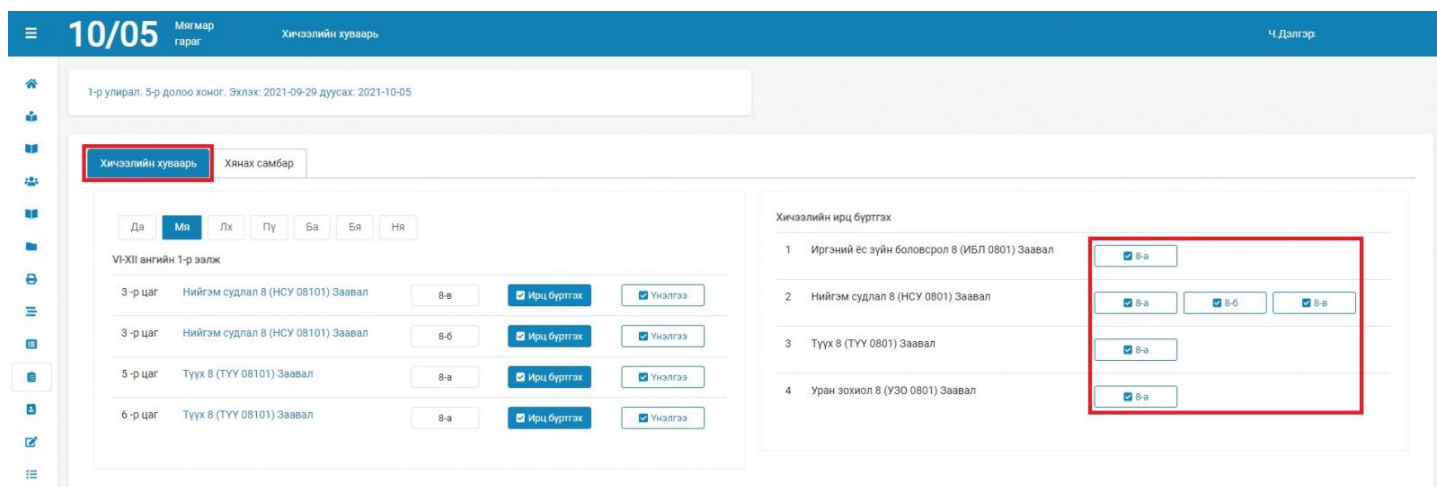 10/05 Мягмар гараг Хичээлийн хуваарь Ч.Дэлгэр
1-р улирал. 5-р долоо хоног. Эхлэх: 2021-09-29 дуусах: 2021-10-05
Хичээлийн хуваарь Хянах самбар
Да Мя Лх Пү Ба Бя Ня
VI-XII ангийн 1-р ээлж
3 -р цаг Нийгэм судлал 8 (НСУ 08101) Заавал 8-в Ирц бүртгэх Үнэлгээ
3 -р цаг Нийгэм судлал 8 (НСУ 08101) Заавал 8-б Ирц бүртгэх Үнэлгээ
5 -р цаг Түүх 8 (ТҮҮ 08101) Заавал 8-а Ирц бүртгэх Үнэлгээ
6 -р цаг Түүх 8 (ТҮҮ 08101) Заавал 8-а Ирц бүртгэх Үнэлгээ
Хичээлийн ирц бүртгэх
1 Иргэний ёс зүйн боловсрол 8 (ИБЛ 0801) Заавал 8-а
2 Нийгэм судлал 8 (НСУ 0801) Заавал 8-а 8-б 8-в
3 Түүх 8 (ТҮҮ 0801) Заавал 8-а
4 Уран зохиол 8 (УЗО 0801) Заавал 8-а